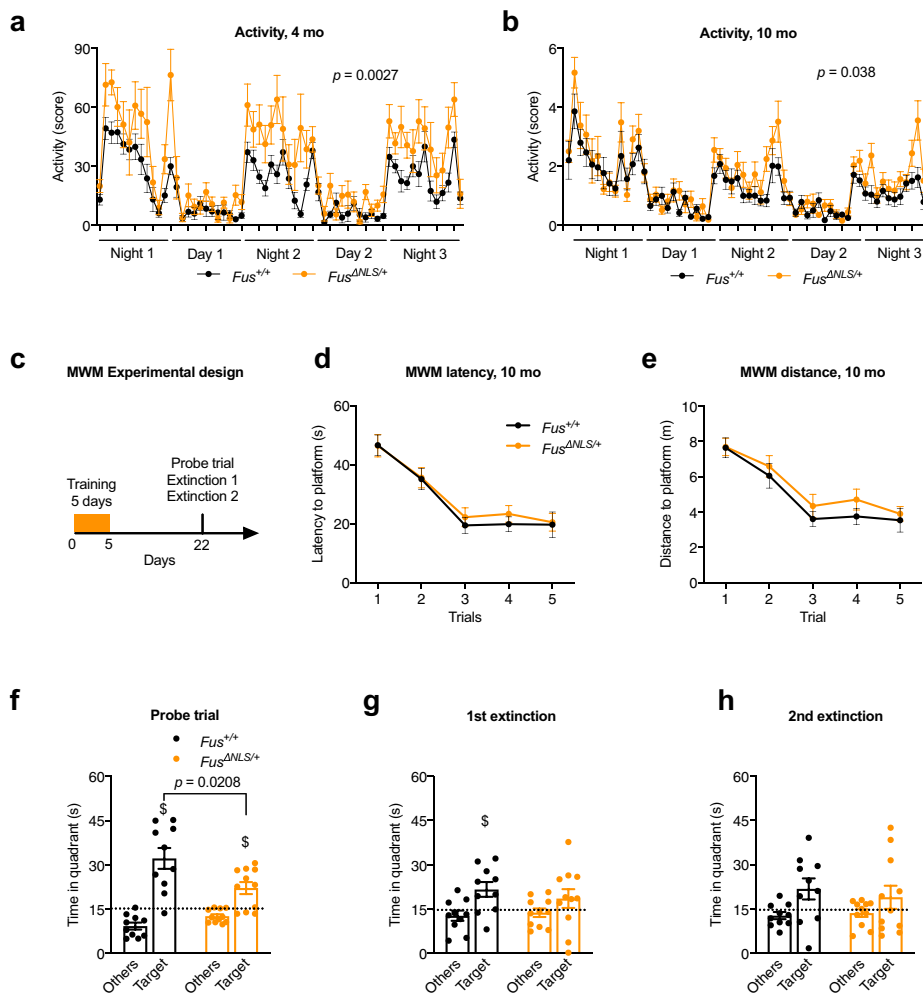 a
Activity, 4 mo
90
60
30
0
Activity (score)
p = 0.0027
Night 1 Day 1 Night 2 Day 2 Night 3
Fus+/+ FusΔNLS/+
b
Activity, 10 mo
6
4
2
0
Activity (score)
p = 0.038
Night 1 Day 1 Night 2 Day 2 Night 3
Fus+/+ FusΔNLS/+
c
MWM Experimental design
Training
5 days
Probe trial
Extinction 1
Extinction 2
0 5 22
Days
d
MWM latency, 10 mo
60
40
20
0
Latency to platform (s)
Fus+/+
FusΔNLS/+
1 2 3 4 5
Trials
e
MWM distance, 10 mo
10
8
6
4
2
0
Distance to platform (m)
1 2 3 4 5
Trial
f
Probe trial
Fus+/+
FusΔNLS/+
p = 0.0208
$ $
60
45
30
15
0
Time in quadrant (s)
Others Target Others Target
g
1st extinction
$
60
45
30
15
0
Time in quadrant (s)
Others Target Others Target
h
2nd extinction
60
45
30
15
0
Time in quadrant (s)
Others Target Others Target